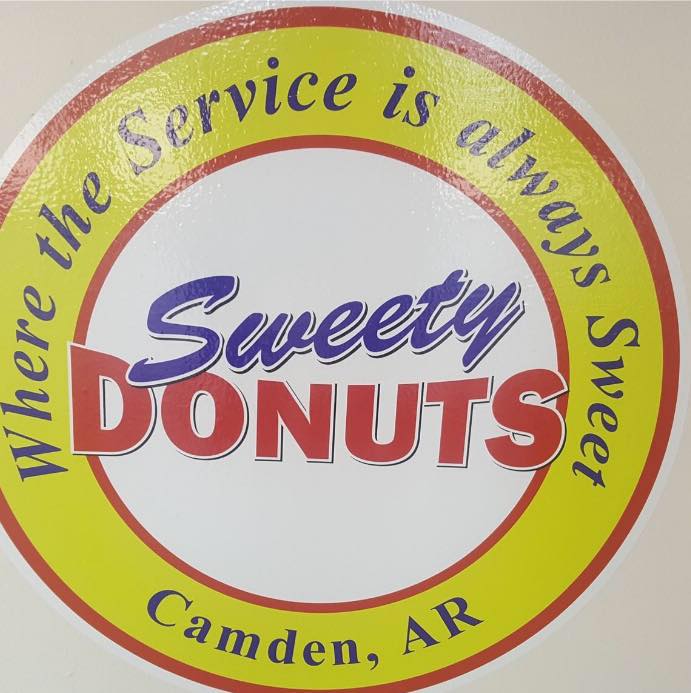 Where the Service is always Sweet
Sweety
DONUTS
Camden, AR